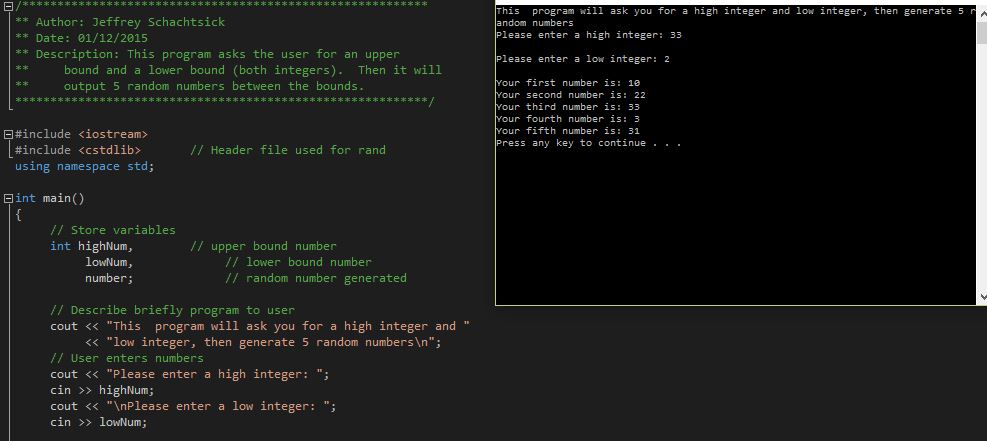 /**********************************************************
** Author: Jeffrey Schachtsick
** Date: 01/12/2015
** Description: This program asks the user for an upper
**     bound and a lower bound (both integers).  Then it will
**     output 5 random numbers between the bounds.
**********************************************************/
#include <iostream>
#include <cstdlib>      // Header file used for rand
using namespace std;
int main()
{
// Store variables
int highNum,        // upper bound number
lowNum,             // lower bound number
number;             // random number generated
// Describe briefly program to user
cout << "This  program will ask you for a high integer and "
<< "low integer, then generate 5 random numbers\n";
// User enters numbers
cout << "Please enter a high integer: ";
cin >> highNum;
cout << "\nPlease enter a low integer: ";
cin >> lowNum;
This  program will ask you for a high integer and low integer, then generate 5 r
andom numbers
Please enter a high integer: 33
Please enter a low integer: 2
Your first number is: 10
Your second number is: 22
Your third number is: 33
Your fourth number is: 3
Your fifth number is: 31
Press any key to continue . . .